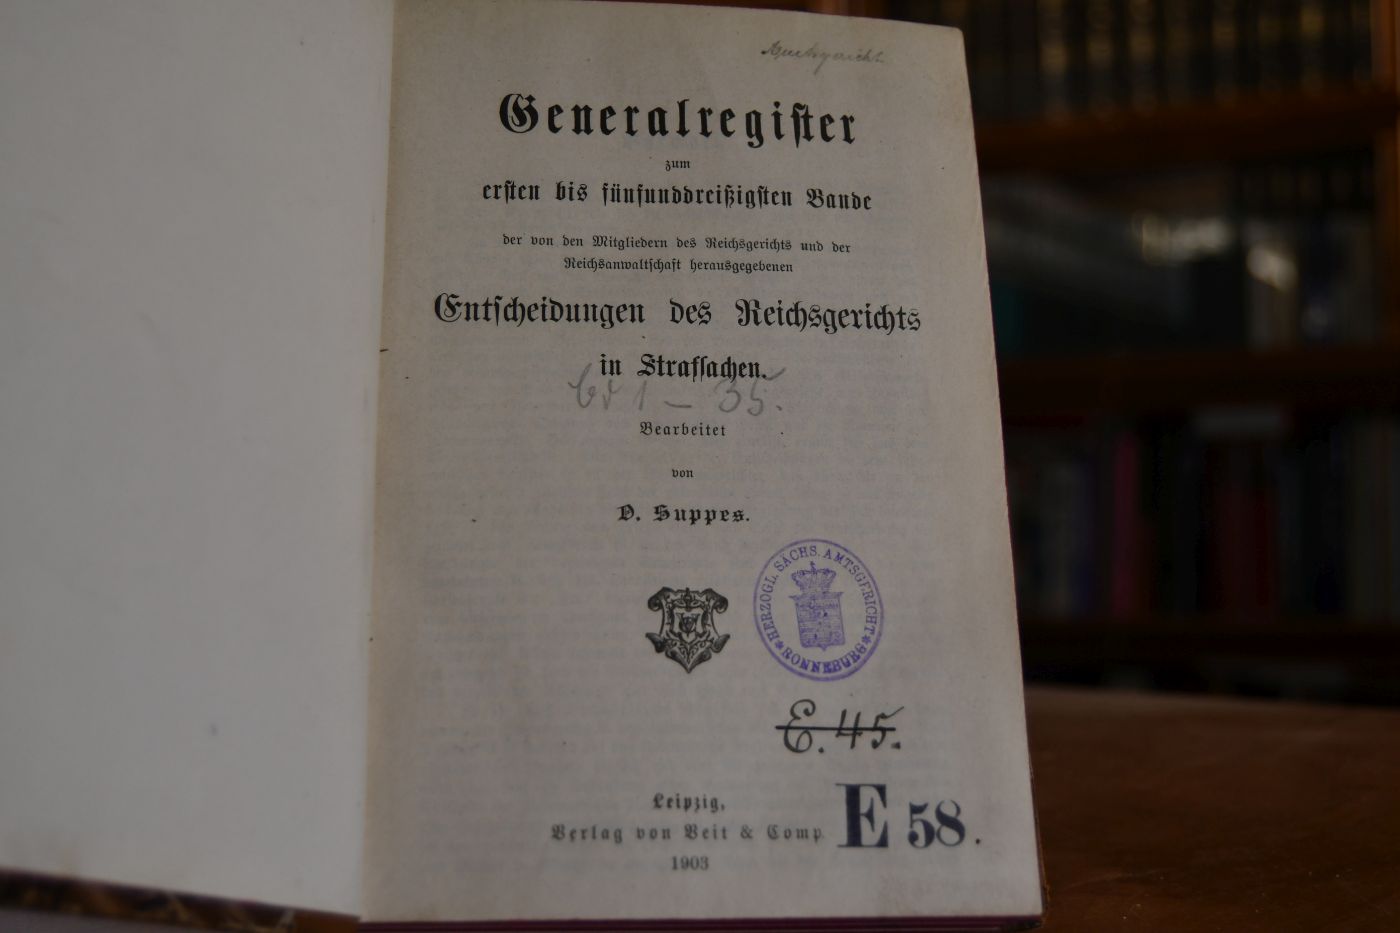 Amtsgericht
Generalregiſter
zum
erſten bis fünfunddreißigſten Bande
der von den Mitgliedern des Reichsgerichts und der
Reichsanwaltſchaft herausgegebenen
Entſcheidungen des Reichsgerichts
in Strafſachen.
Bd 1 – 35.
Bearbeitet
von
D. Suppes.
HERZOGL. SÄCHS. AMTSGERICHT
* RONNEBURG *
E. 45.
Leipzig,
Verlag von Veit & Comp.
E 58.
1903